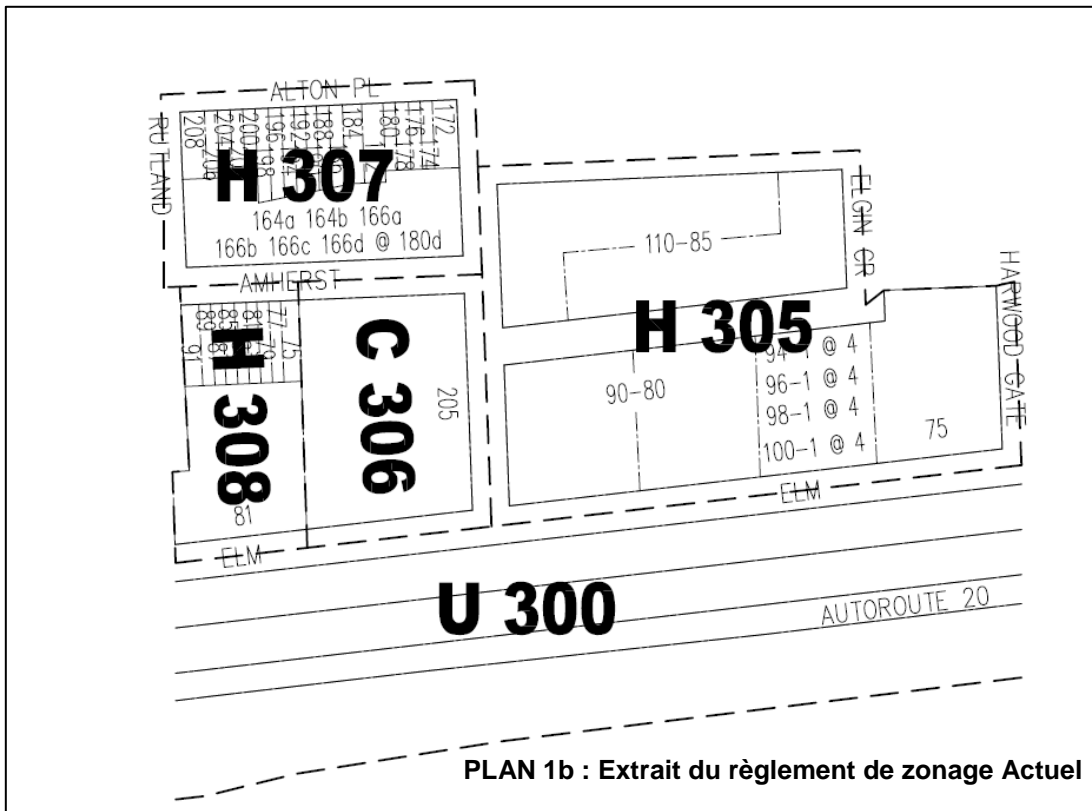 ALTON PL
RUTLAND
208
204
200
196
192
188
184
180
176
172
206
198
178
174
H 307
164a 164b 166a
166b 166c 166d @ 180d
AMHERST
110-85
ELGIN CR
HARWOOD GATE
H 305
94-1 @ 4
96-1 @ 4
98-1 @ 4
100-1 @ 4
90-80
75
91
89
85
81
77
79
75
H 308
C 306
205
81
ELM
ELM
U 300
AUTOROUTE 20
PLAN 1b : Extrait du règlement de zonage Actuel